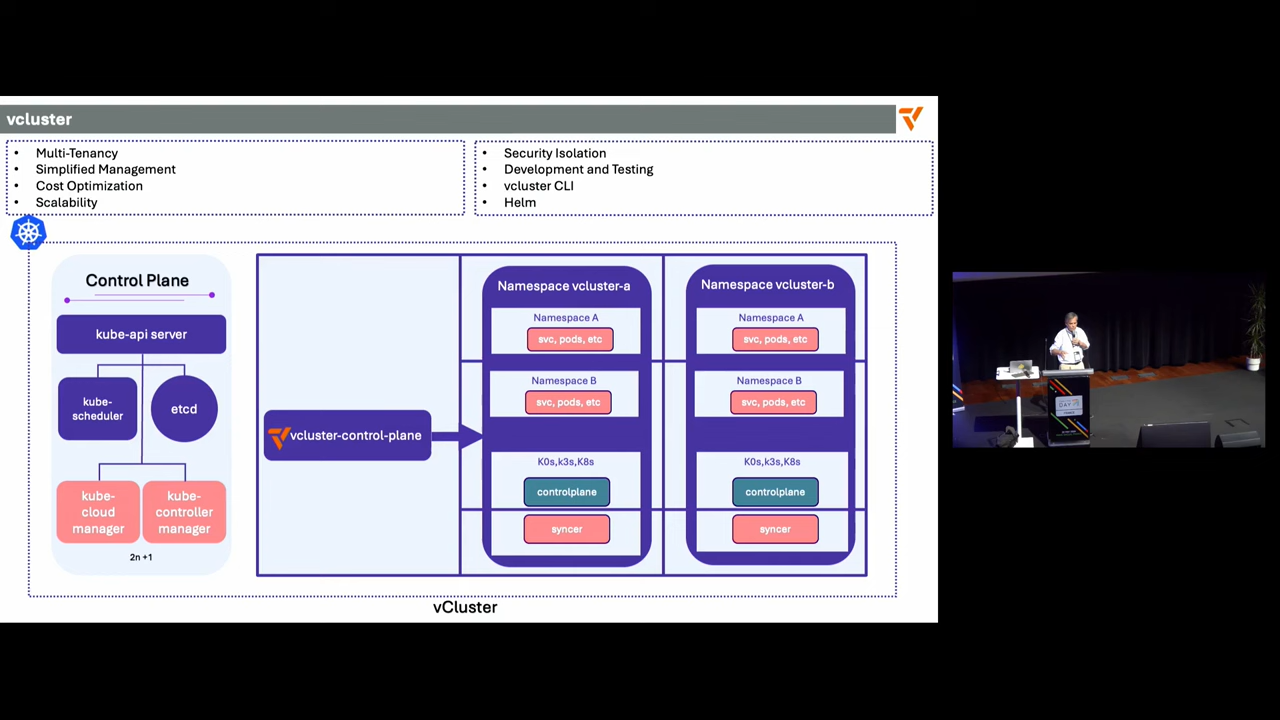 vcluster
• Multi-Tenancy
• Simplified Management
• Cost Optimization
• Scalability
• Security Isolation
• Development and Testing
• vcluster CLI
• Helm
Control Plane
kube-api server
kube-
scheduler
etcd
kube-
cloud
manager
kube-
controller
manager
2n +1
vcluster-control-plane
Namespace vcluster-a
Namespace A
svc, pods, etc
Namespace B
svc, pods, etc
K0s,k3s,K8s
controlplane
syncer
Namespace vcluster-b
Namespace A
svc, pods, etc
Namespace B
svc, pods, etc
K0s,k3s,K8s
controlplane
syncer
vCluster
DAY